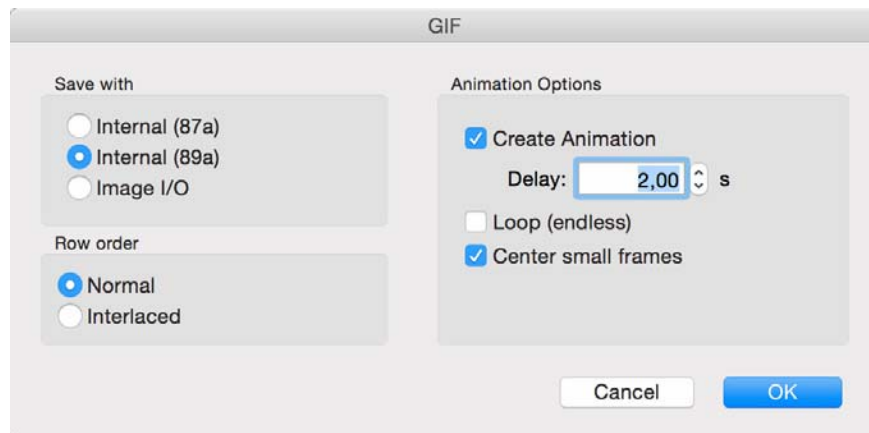 GIF
Save with
Internal (87a)
Internal (89a)
Image I/O
Row order
Normal
Interlaced
Animation Options
Create Animation
Delay: 2,00 s
Loop (endless)
Center small frames
Cancel
OK